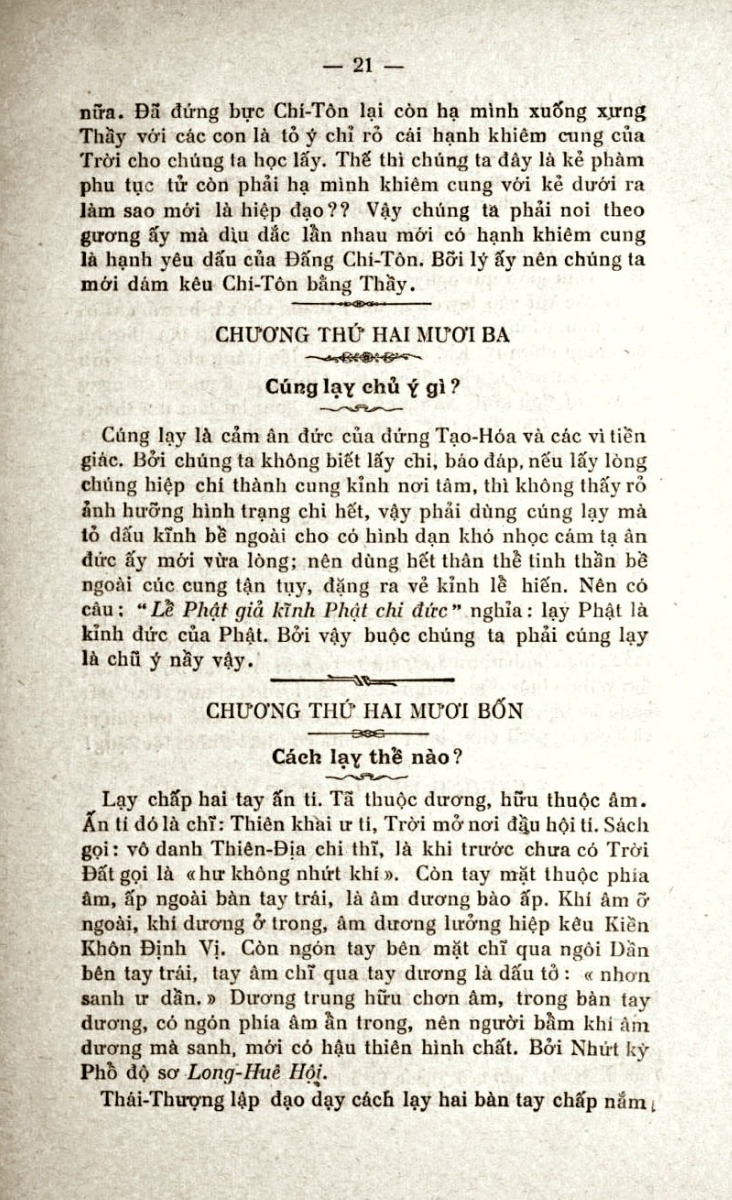 — 21 —
nữa. Đã đứng bực Chí-Tôn lại còn hạ mình xuống xưng
Thầy với các con là tỏ ý chỉ rỏ cái hạnh khiêm cung của
Trời cho chúng ta học lấy. Thế thì chúng ta đây là kẻ phàm
phu tục tử còn phải hạ mình khiêm cung với kẻ dưới ra
làm sao mới là hiệp đạo?? Vậy chúng ta phải noi theo
gương ấy mà dìu dắc lần nhau mới có hạnh khiêm cung
là hạnh yêu dấu của Đấng Chí-Tôn. Bỡi lý ấy nên chúng ta
mới dám kêu Chí-Tôn bằng Thầy.
CHƯƠNG THỨ HAI MƯƠI BA
Cúng lạy chủ ý gì?
Cúng lạy là cảm ân đức của đứng Tạo-Hóa và các vì tiền
giác. Bởi chúng ta không biết lấy chi, báo đáp, nếu lấy lòng
chúng hiệp chí thành cung kỉnh nơi tâm, thì không thấy rỏ
ảnh hưỡng hình trạng chi hết, vậy phải dùng cúng lạy mà
tỏ dấu kĩnh bề ngoài cho có hình dạn khó nhọc cám tạ ân
đức ấy mới vừa lòng; nên dùng hết thân thể tinh thần bề
ngoài cúc cung tận tụy, đặng ra vẻ kỉnh lễ hiến. Nên có
câu: "Lễ Phật giả kĩnh Phật chi đức" nghĩa: lạy Phật là
kỉnh đức của Phật. Bởi vậy buộc chúng ta phải cúng lạy
là chũ ý nầy vậy.
CHƯƠNG THỨ HAI MƯƠI BỐN
Cách lạy thể nào?
Lạy chấp hai tay ấn tí. Tã thuộc dương, hữu thuộc âm.
Ấn tí dó là chĩ: Thiên khai ư tí, Trời mở nơi đầu hội tí. Sách
gọi: vô danh Thiên-Địa chi thĩ, là khi trước chưa có Trời
Đất gọi là «hư không nhứt khí». Còn tay mặt thuộc phía
âm, ấp ngoài bàn tay trái, là âm dương bào ấp. Khí âm ỡ
ngoài, khí dương ở trong, âm dương lưởng hiệp kêu Kiền
Khôn Định Vị. Còn ngón tay bên mặt chĩ qua ngôi Dần
bên tay trái, tay âm chĩ qua tay dương là dấu tỏ: « nhơn
sanh ư dần.» Dương trung hữu chơn âm, trong bàn tay
dương, có ngón phía âm ẩn trong, nên người bẩm khí âm
dương mà sanh, mới có hậu thiên hình chất. Bởi Nhứt kỳ
Phổ độ sơ Long-Huê Hội.
Thái-Thượng lập đạo dạy cách lạy hai bàn tay chấp nắm